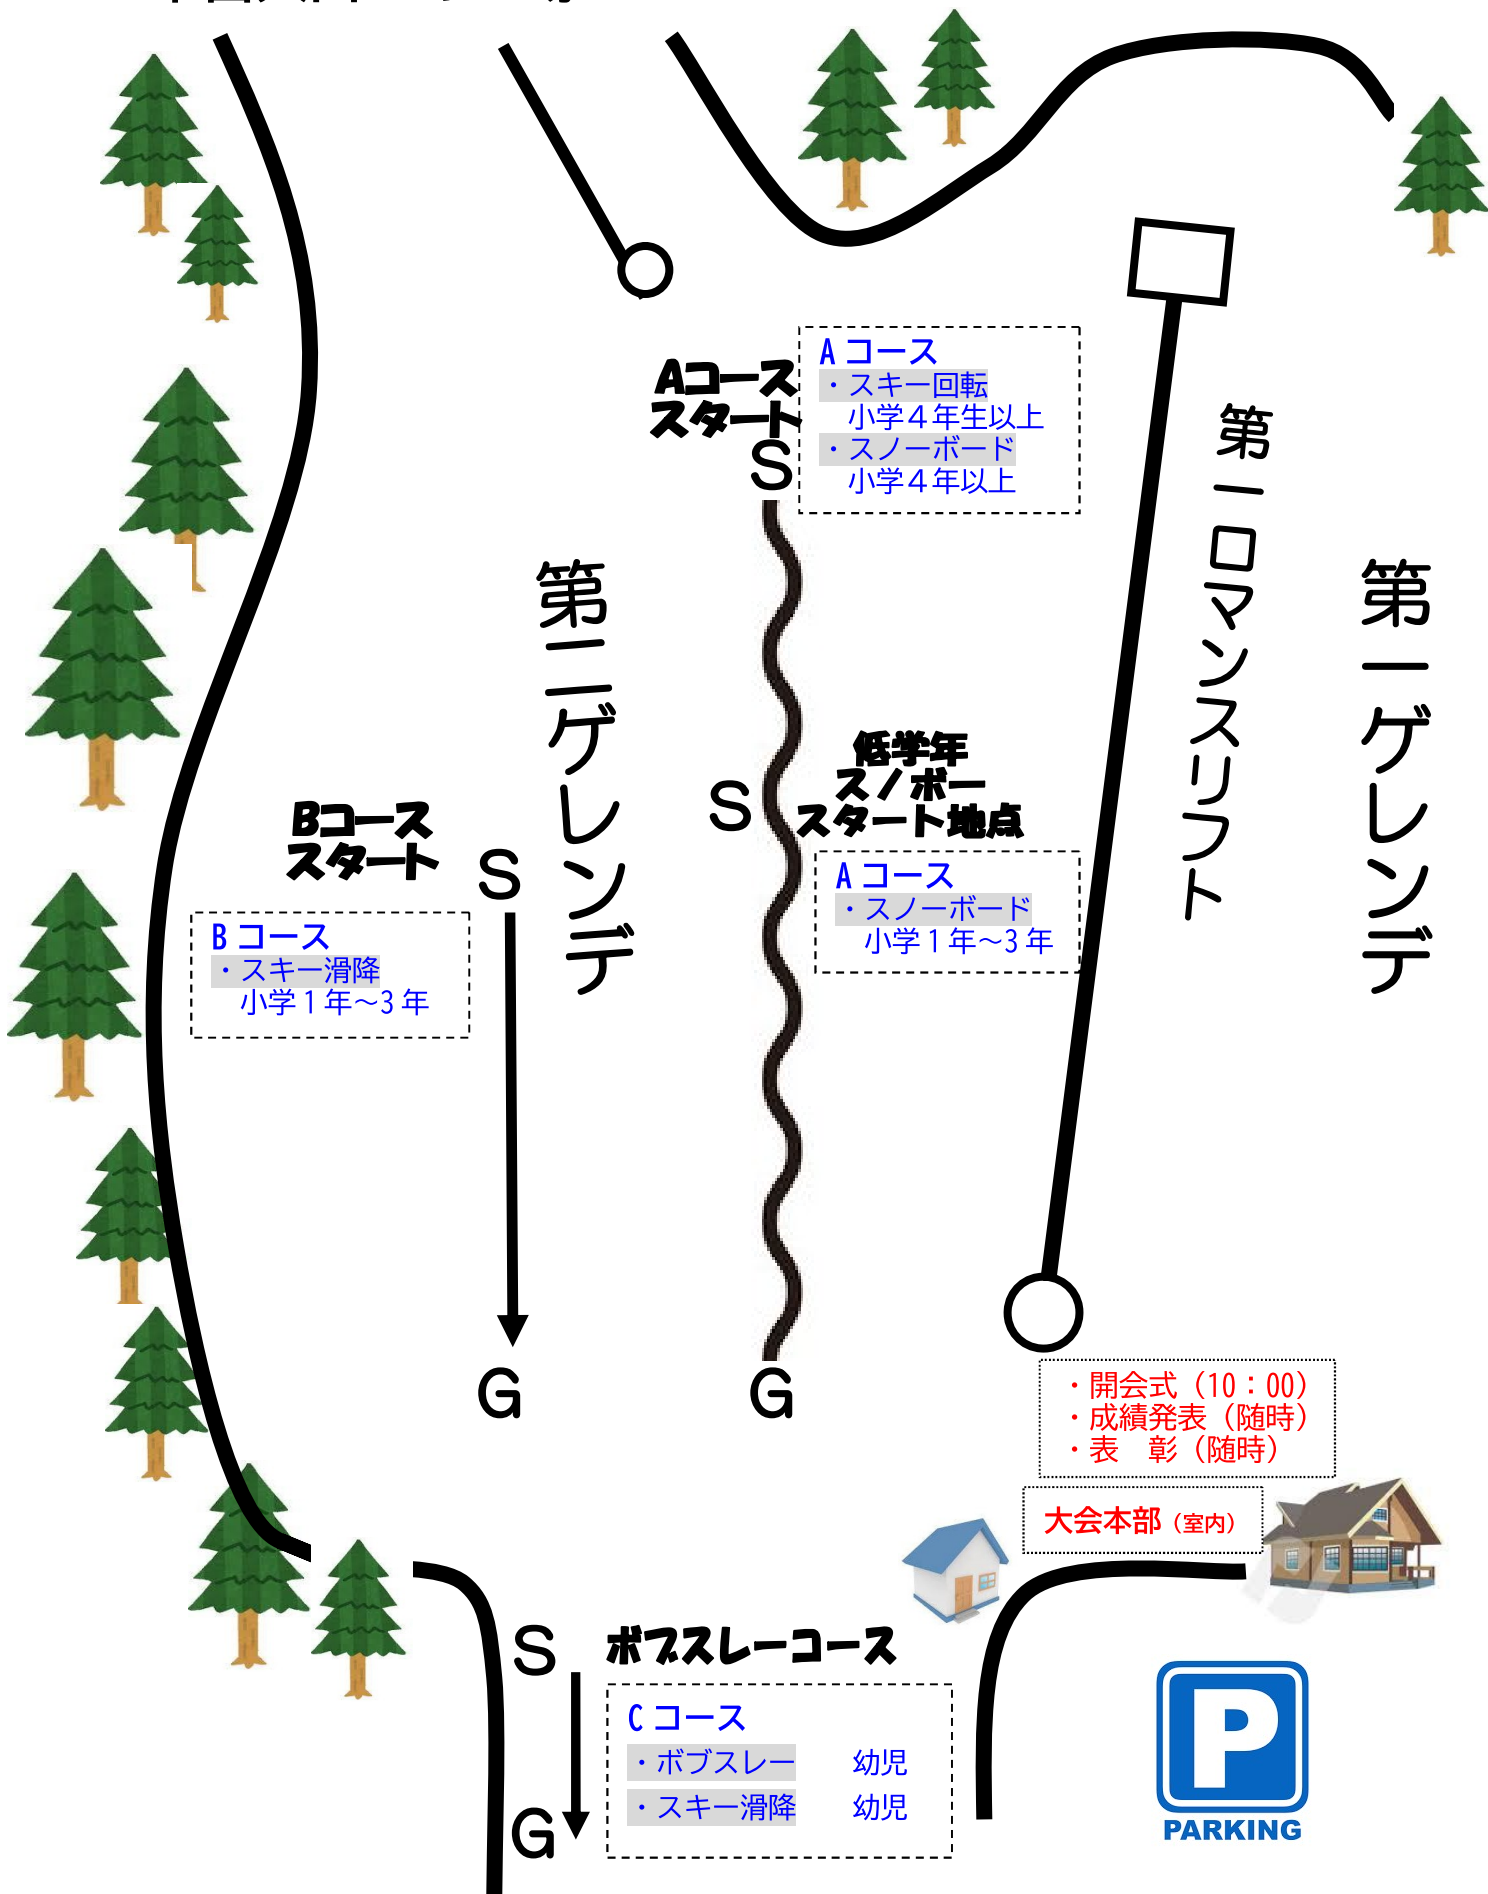 Aコース
スタート
S
A コース
・スキー回転
小学４年生以上
・スノーボード
小学４年以上
第一ロマンスリフト
第二ゲレンデ
第一ゲレンデ
低学年
スノボー
スタート地点
S
A コース
・スノーボード
小学１年～3 年
Bコース
スタート
S
B コース
・スキー滑降
小学１年～3 年
G
G
・開会式（10：00）
・成績発表（随時）
・表　彰（随時）
大会本部（室内）
S
ボブスレーコース
C コース
・ボブスレー　　幼児
・スキー滑降　　幼児
G
P
PARKING